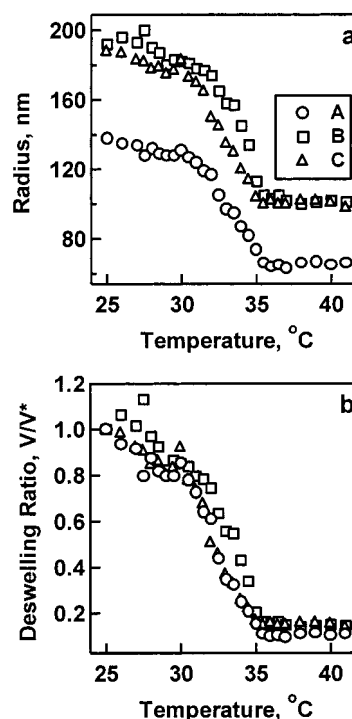 200
a
160
120
80
Radius, nm
A
B
C
25 30 35 40
Temperature, °C
1.2
b
1.0
0.8
0.6
0.4
0.2
Deswelling Ratio, V/V*
25 30 35 40
Temperature, °C